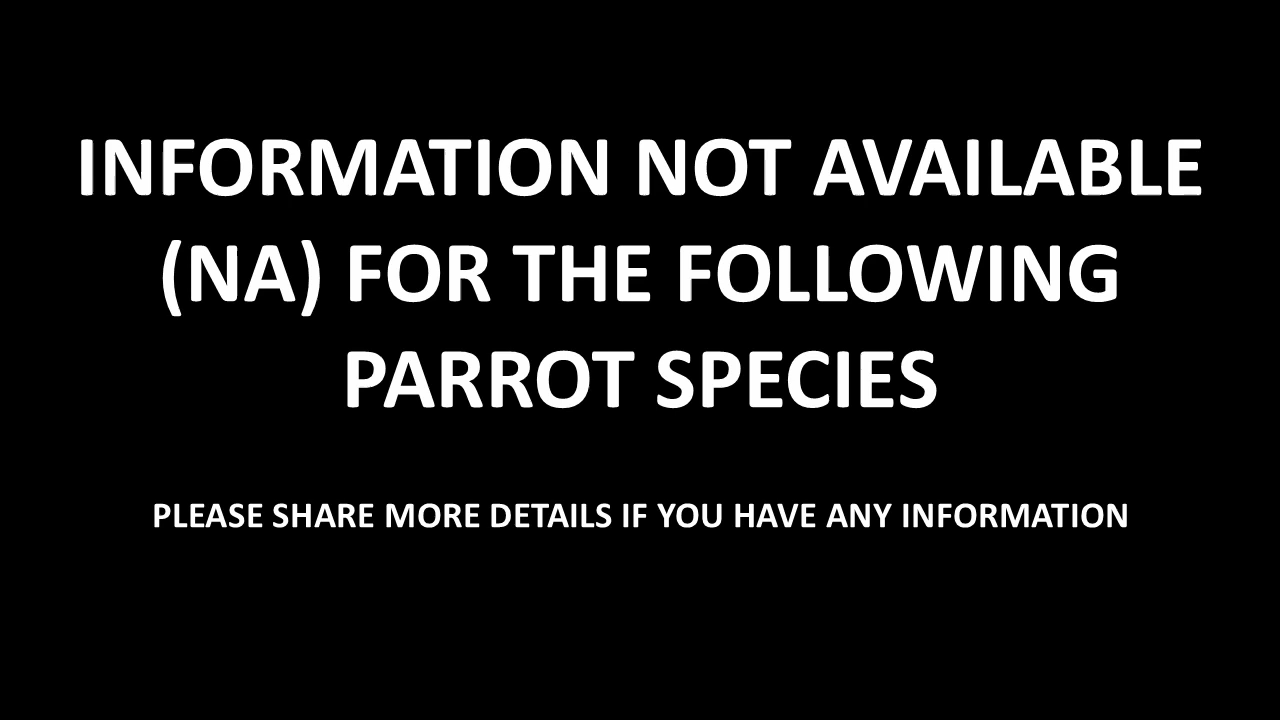 INFORMATION NOT AVAILABLE
(NA) FOR THE FOLLOWING
PARROT SPECIES
PLEASE SHARE MORE DETAILS IF YOU HAVE ANY INFORMATION